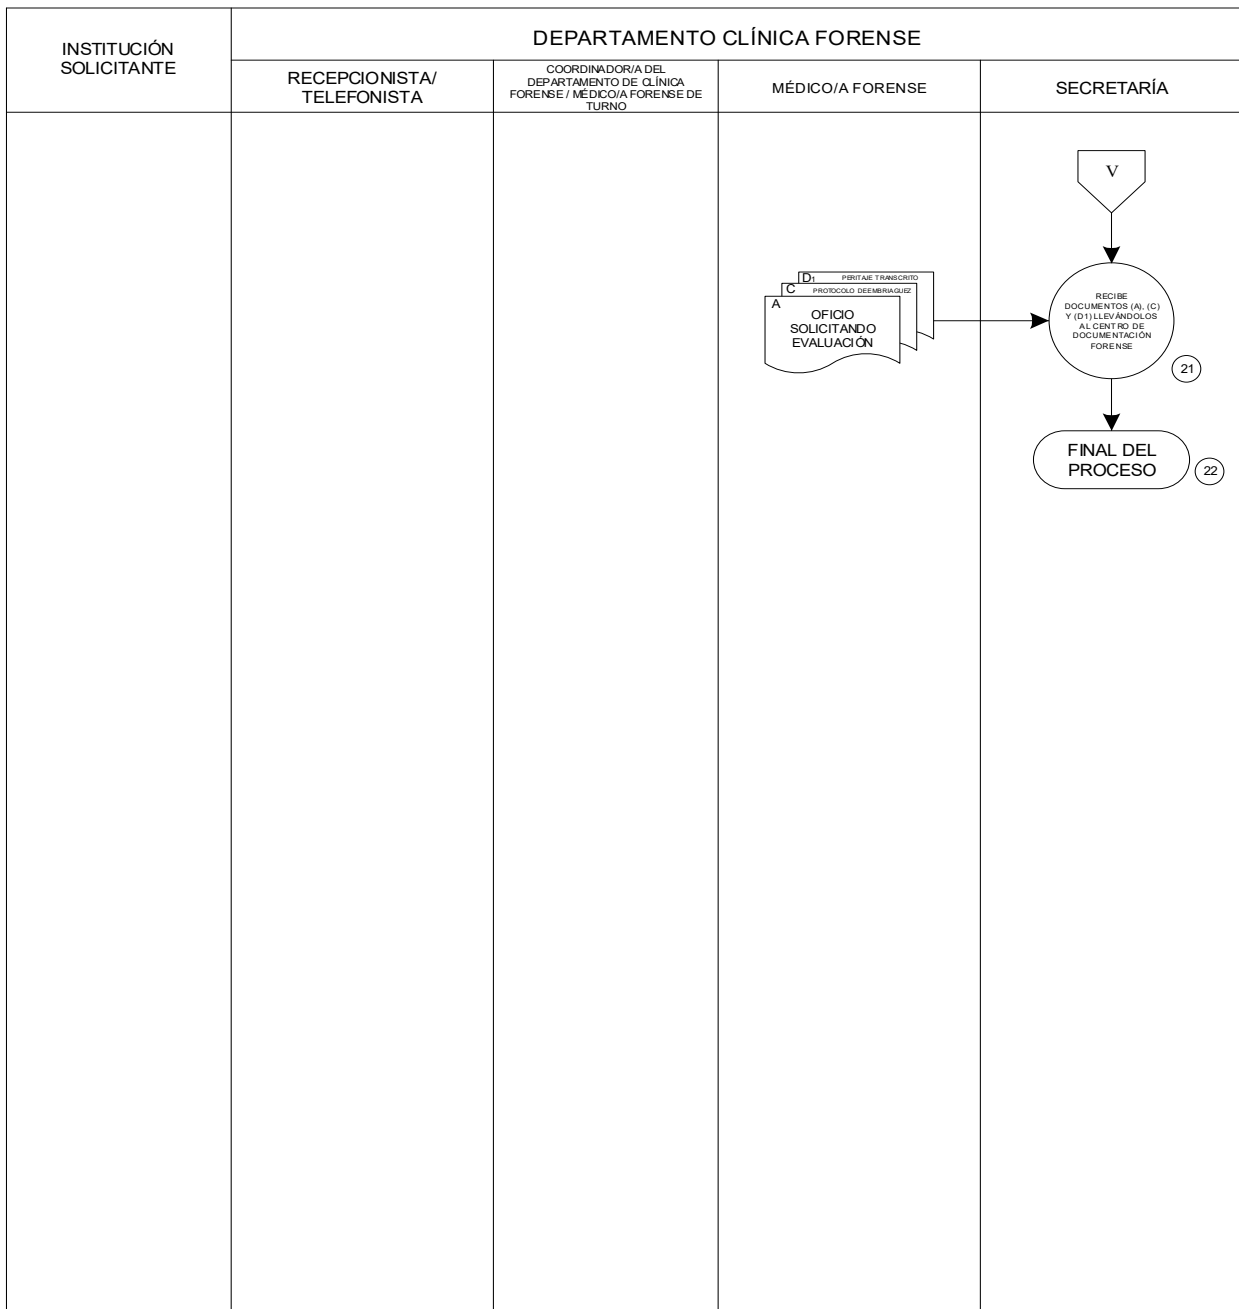 INSTITUCIÓN
SOLICITANTE
DEPARTAMENTO CLÍNICA FORENSE
RECEPCIONISTA/
TELEFONISTA
COORDINADOR/A DEL
DEPARTAMENTO DE CLÍNICA
FORENSE / MÉDICO/A FORENSE DE
TURNO
MÉDICO/A FORENSE
SECRETARÍA
V
D1 PERITAJE TRANSCRITO
C PROTOCOLO DE EMBRIAGUEZ
A
OFICIO
SOLICITANDO
EVALUACIÓN
RECIBE
DOCUMENTOS (A), (C)
Y (D1) LLEVÁNDOLOS
AL CENTRO DE
DOCUMENTACIÓN
FORENSE
21
FINAL DEL
PROCESO
22